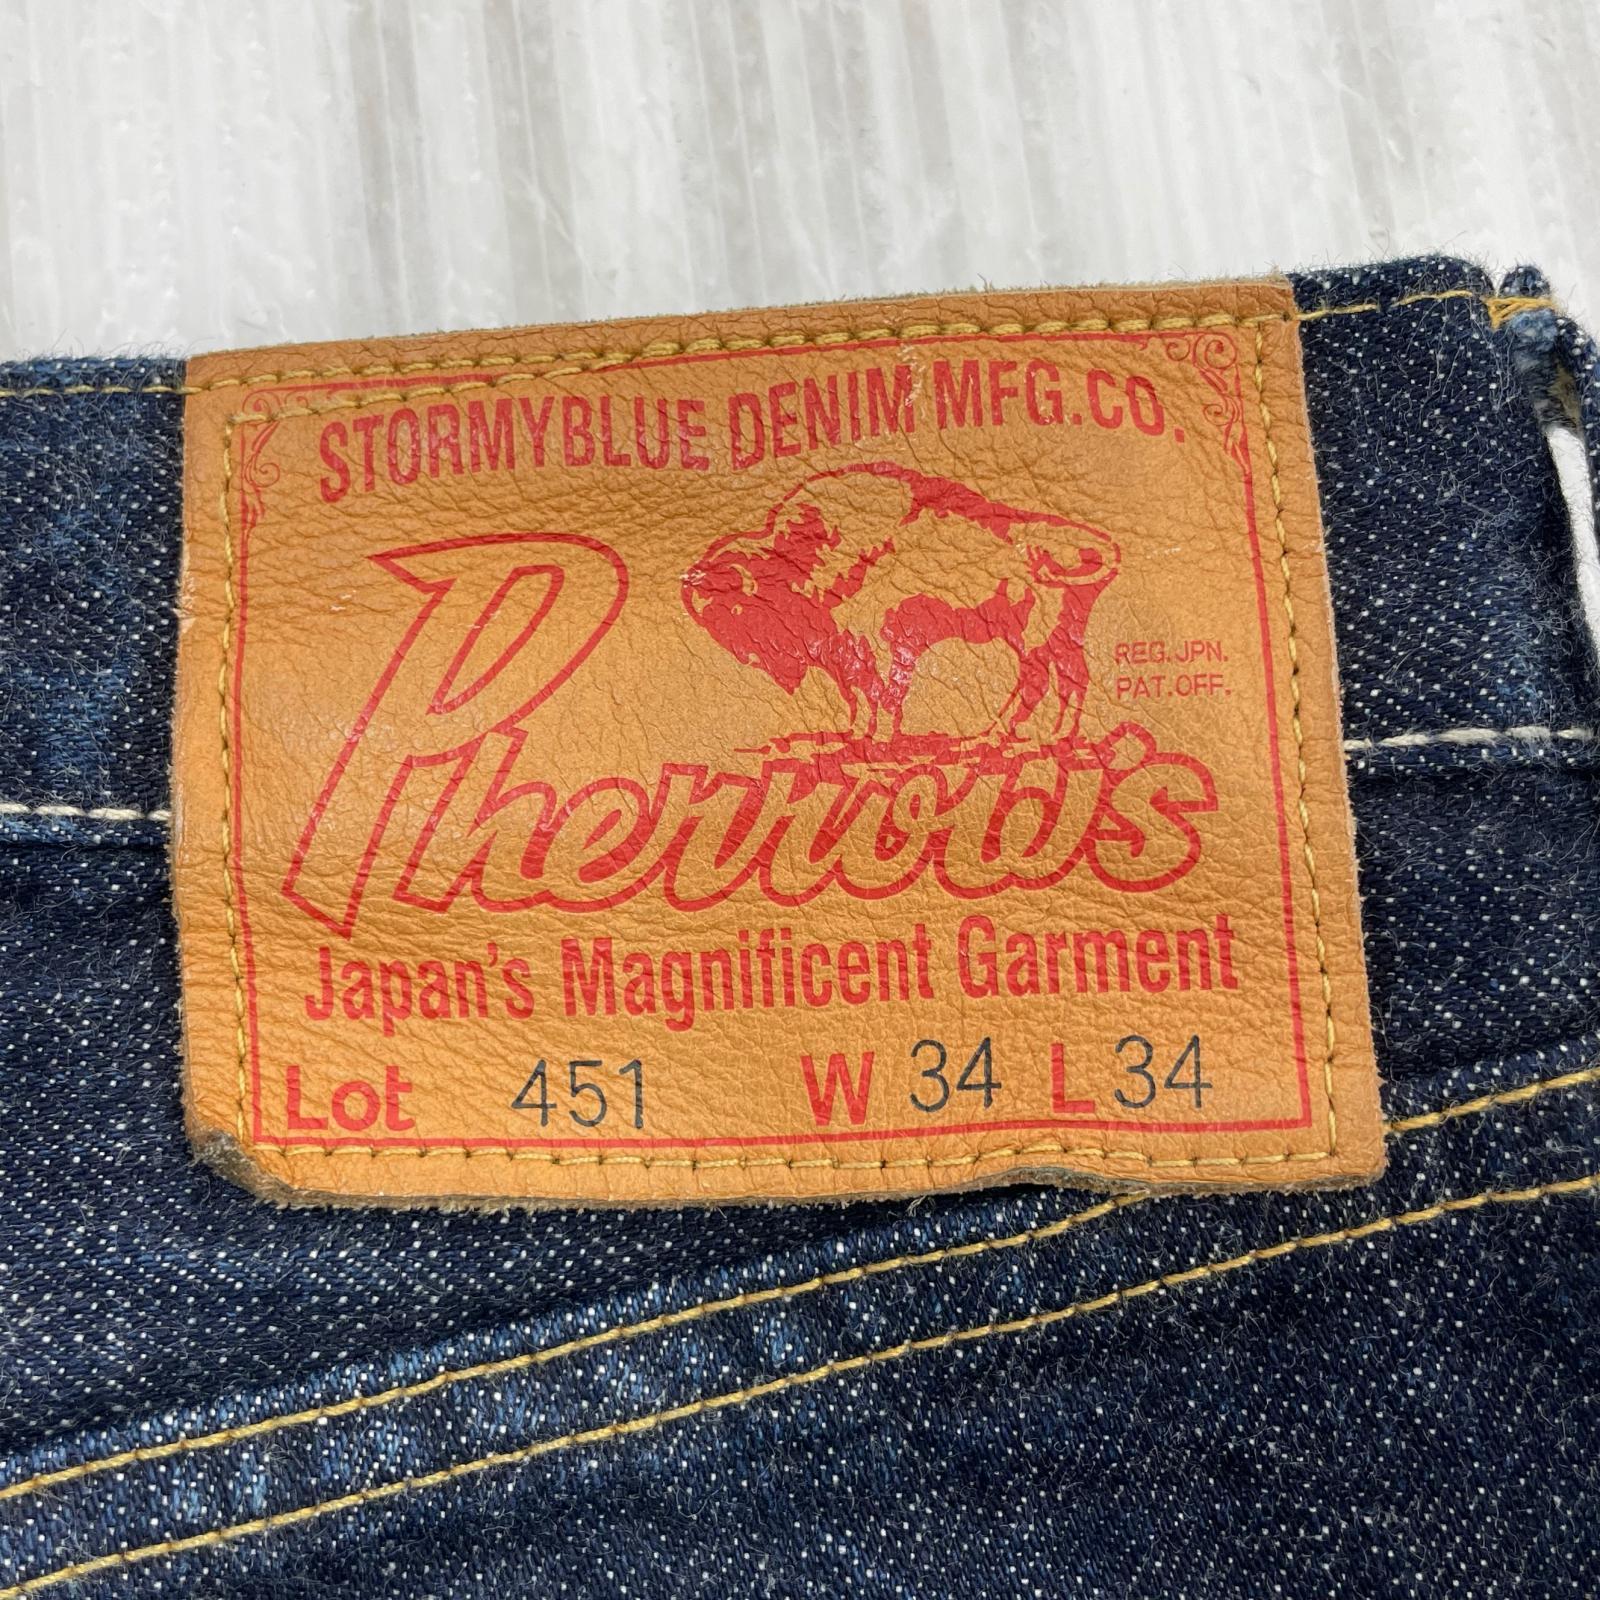 STORMYBLUE DENIM MFG.CO.
REG.JPN.
PAT.OFF.
Pherrow's
Japan's Magnificent Garment
Lot 451 W 34 L 34